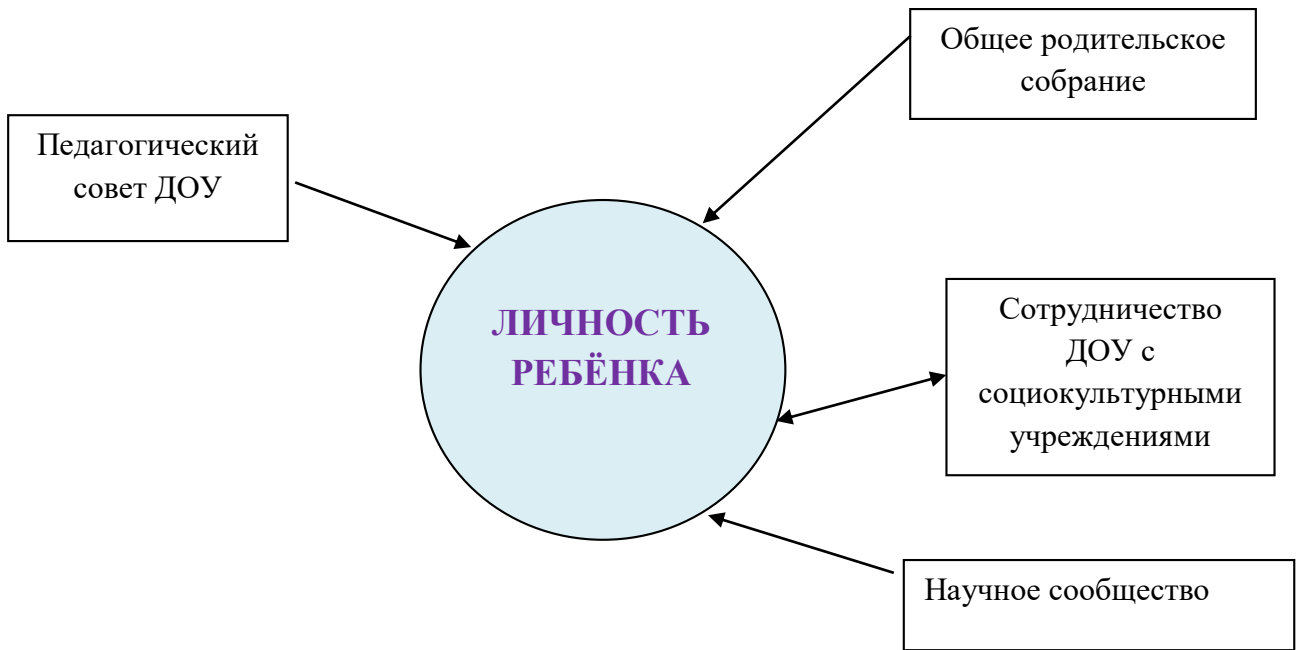 Общее родительское
собрание
Педагогический
совет ДОУ
ЛИЧНОСТЬ
РЕБЁНКА
Сотрудничество
ДОУ с
социокультурными
учреждениями
Научное сообщество